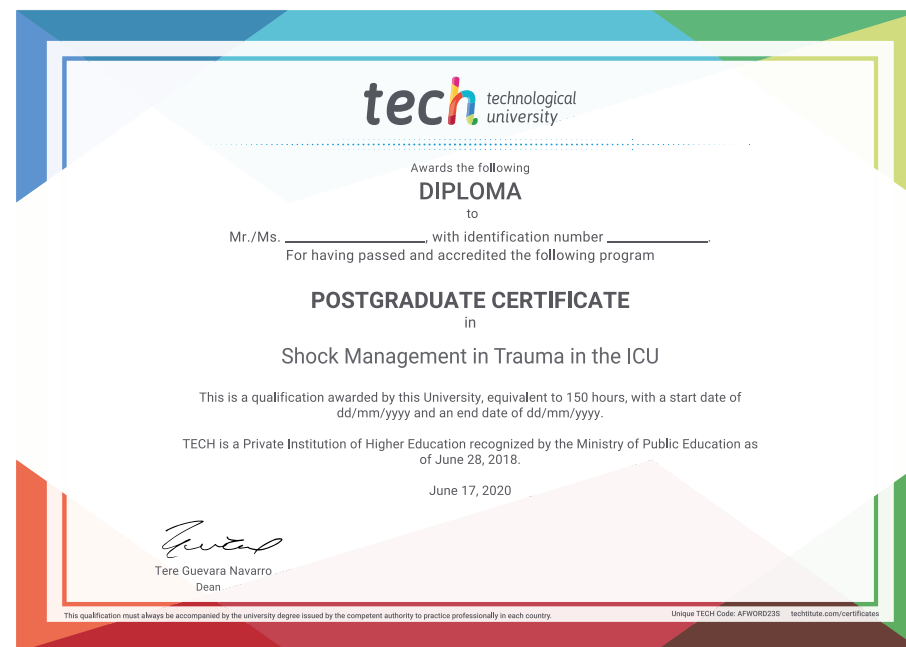 tech technological
university
Awards the following
DIPLOMA
to
Mr./Ms. ____________________, with identification number ______________.
For having passed and accredited the following program
POSTGRADUATE CERTIFICATE
in
Shock Management in Trauma in the ICU
This is a qualification awarded by this University, equivalent to 150 hours, with a start date of
dd/mm/yyyy and an end date of dd/mm/yyyy.
TECH is a Private Institution of Higher Education recognized by the Ministry of Public Education as
of June 28, 2018.
June 17, 2020
Tere Guevara Navarro
Dean
This qualification must always be accompanied by the university degree issued by the competent authority to practice professionally in each country.
Unique TECH Code: AFWORD23S techtitute.com/certificates